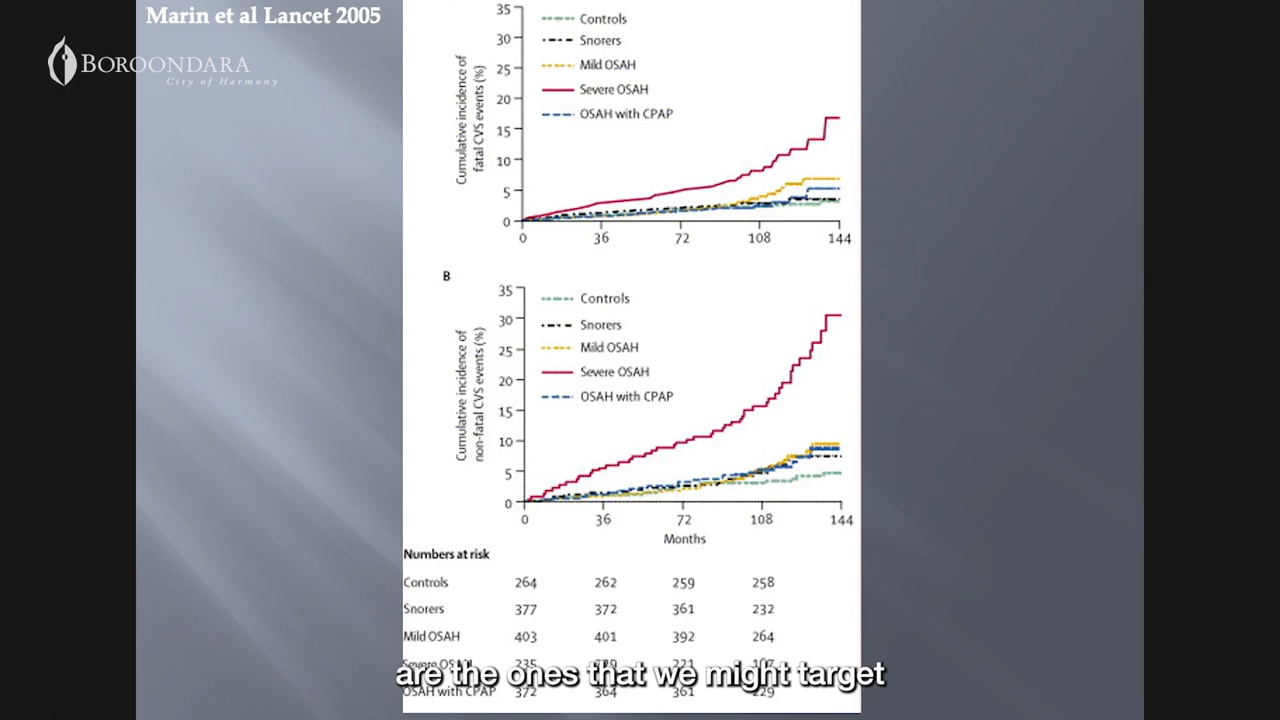 Marin et al Lancet 2005
BOROONDARA
City of Harmony
Cumulative incidence of
fatal CVS events (%)
35
30
25
20
15
10
5
0
Controls
Snorers
Mild OSAH
Severe OSAH
OSAH with CPAP
0 36 72 108 144
B
Cumulative incidence of
non-fatal CVS events (%)
35
30
25
20
15
10
5
0
Controls
Snorers
Mild OSAH
Severe OSAH
OSAH with CPAP
0 36 72 108 144
Months
Numbers at risk
Controls 264 262 259 258
Snorers 377 372 361 232
Mild OSAH 403 401 392 264
Severe 235 221
are the ones that we might target
OSAH with CPAP 372 364 361 229